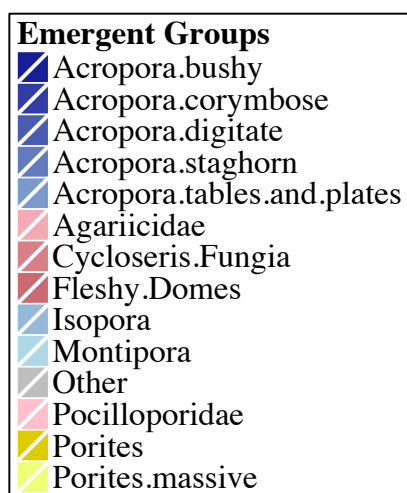 Emergent Groups
Acropora.bushy
Acropora.corymbose
Acropora.digitate
Acropora.staghorn
Acropora.tables.and.plates
Agariicidae
Cycloseris.Fungia
Fleshy.Domes
Isopora
Montipora
Other
Pocilloporidae
Porites
Porites.massive